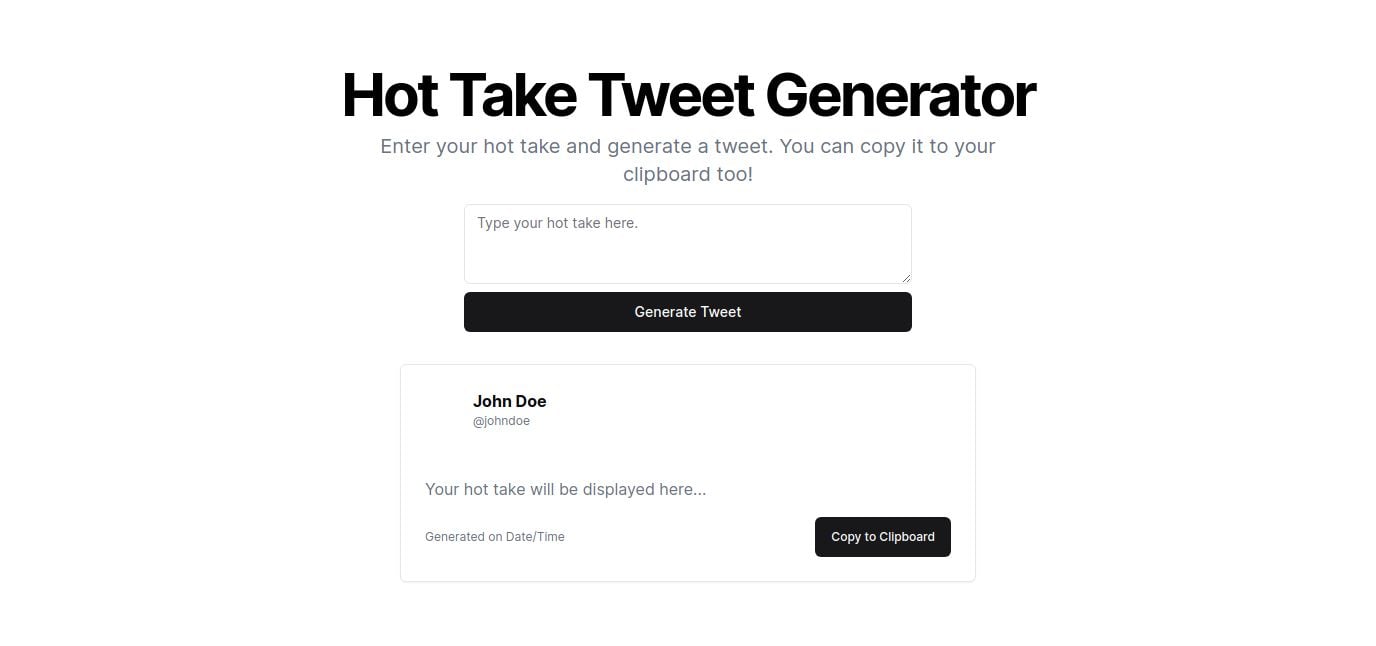 Hot Take Tweet Generator
Enter your hot take and generate a tweet. You can copy it to your
clipboard too!
Type your hot take here.
Generate Tweet
John Doe
@johndoe
Your hot take will be displayed here...
Generated on Date/Time
Copy to Clipboard